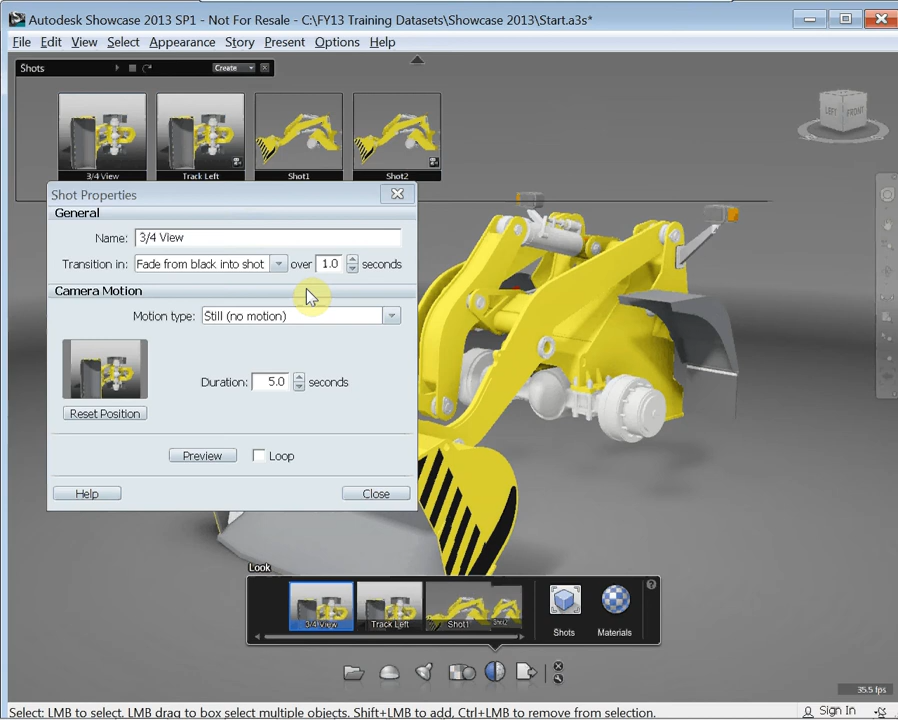 Autodesk Showcase 2013 SP1 - Not For Resale - C:\FY13 Training Datasets\Showcase 2013\Start.a3s*
File Edit View Select Appearance Story Present Options Help
Shots Create
LEFT FRONT
3/4 View Track Left Shot1 Shot2
Shot Properties
General
Name: 3/4 View
Transition in: Fade from black into shot over 1.0 seconds
Camera Motion
Motion type: Still (no motion)
Duration: 5.0 seconds
Reset Position
Preview Loop
Help Close
Look
3/4 View Track Left Shot1 Shot2 Shots Materials
?
35.5 fps
Select: LMB to select. LMB drag to box select multiple objects. Shift+LMB to add, Ctrl+LMB to remove from selection. Sign In